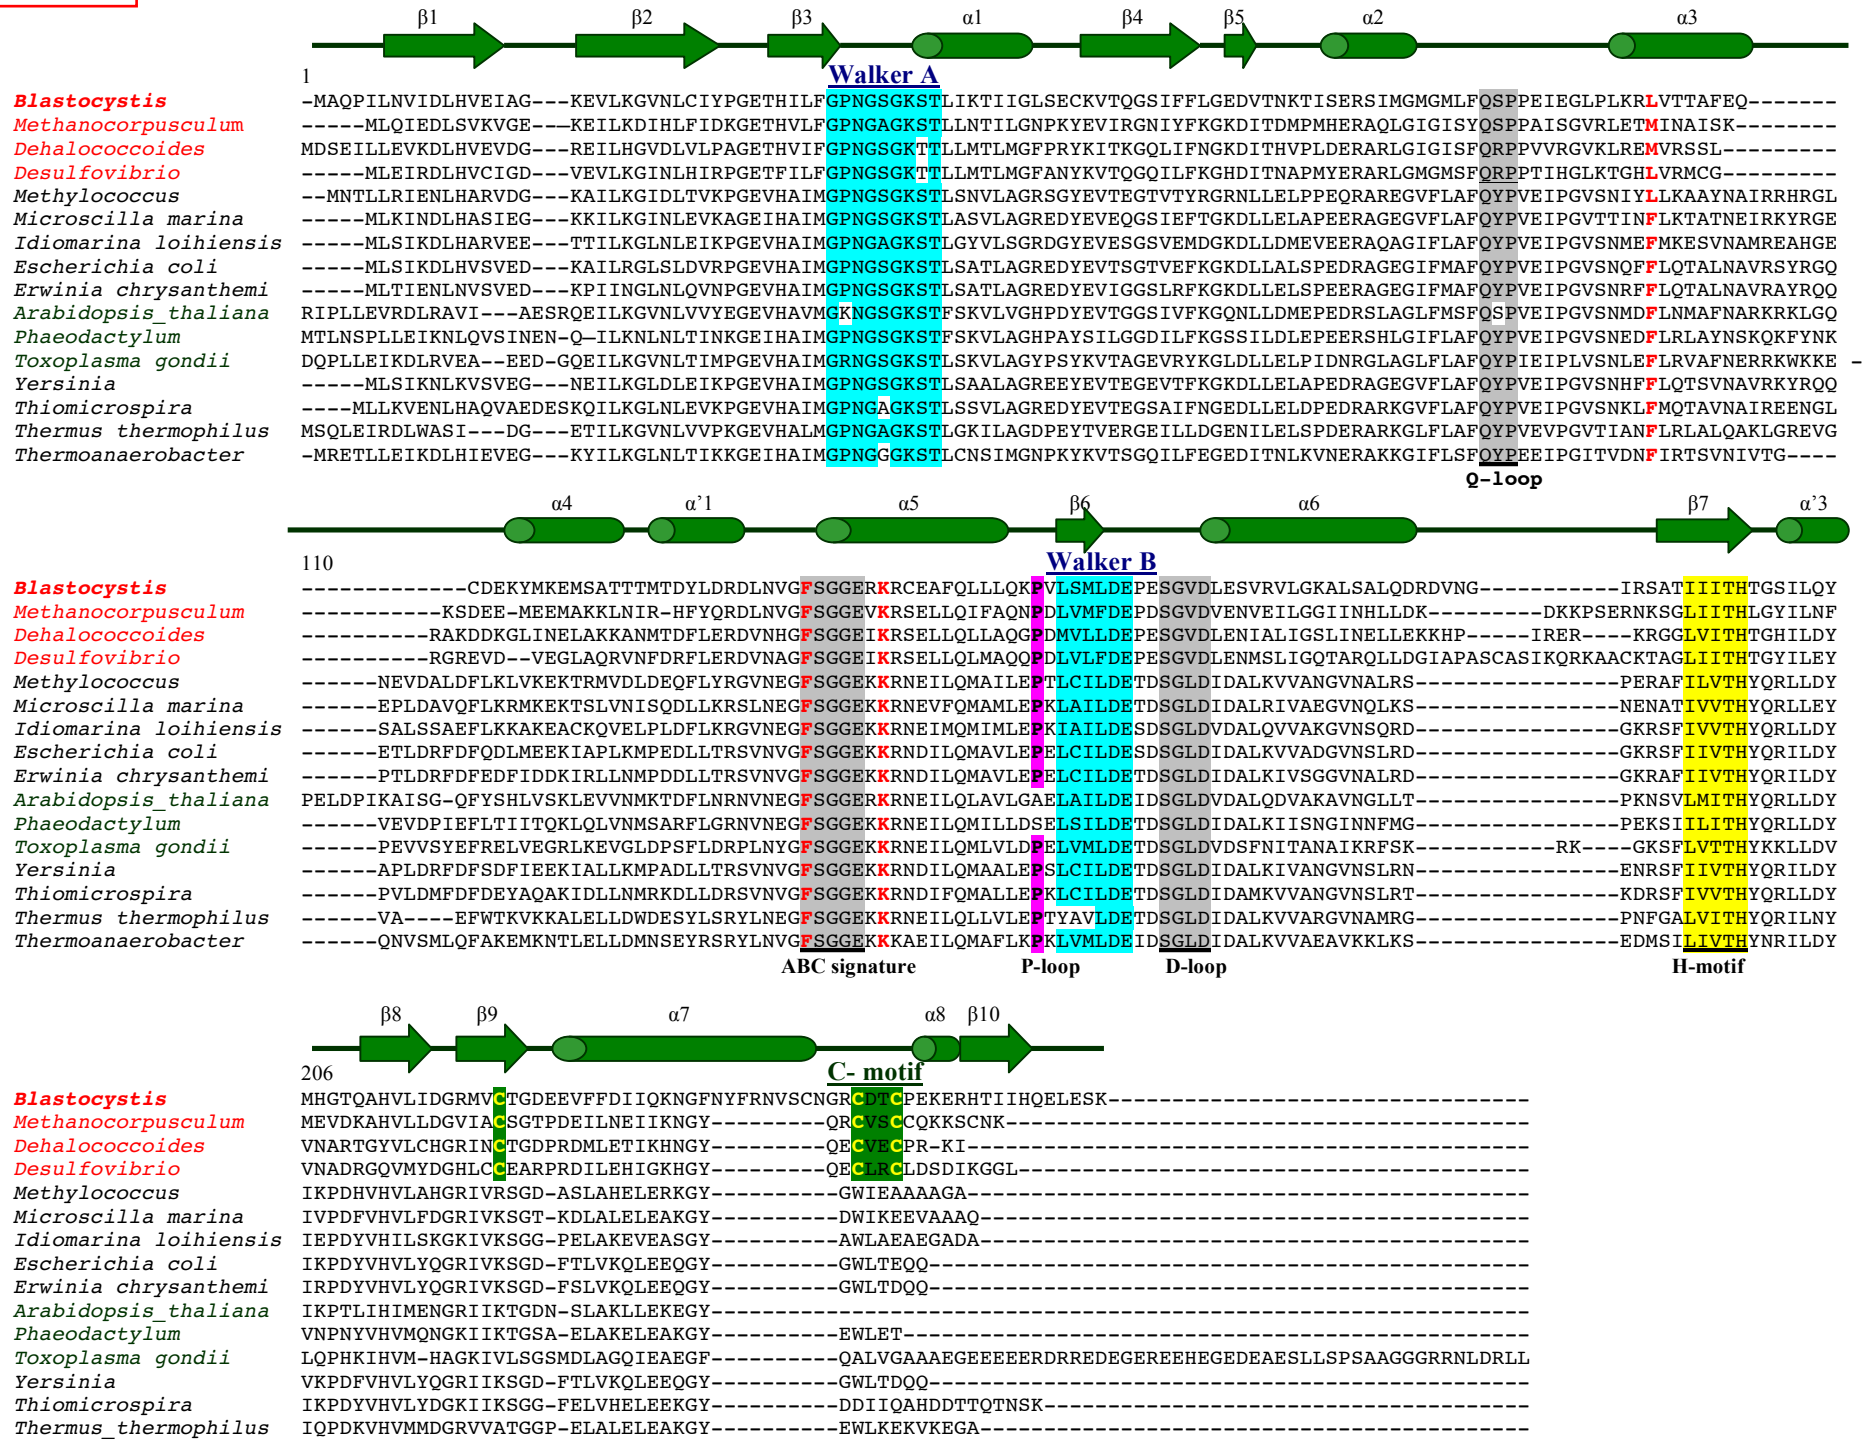 β1 β2 β3 α1 β4 β5 α2 α3
1 Walker A
Blastocystis -MAQPILNVIDLHVEIAG---KEVLKGVNLCIYPGETHILFGPNGSGKSTLIKTIIGLSECKVTQGSIFFLGEDVTNKTISERSIMGMGMLFQSPPEIEGLPLKRLVTTAFEQ-------
Methanocorpusculum -----MLQIEDLSVKVGE---KEILKDIHLFIDKGETHVLFGPNGAGKSTLLNTILGNPKYEVIRGNIYFKGKDITDMPMHERAQLGIGISYQSPPAISGVRLETMINAISK--------
Dehalococcoides MDSEILLEVKDLHVEVDG---REILHGVDLVLPAGETHVIFGPNGSGKTTLLMTLMGFPRYKITKGQLIFNGKDITHVPLDERARLGIGISFQRPPVVRGVKLREMVRSSL---------
Desulfovibrio -----MLEIRDLHVCIGD---VEVLKGINLHIRPGETFILFGPNGSGKTTLLMTLMGFANYKVTQGQILFKGHDITNAPMYERARLGMGMSFQRPPTIHGLKTGHLVRMCG---------
Methylococcus --MNTLLRIENLHARVDG---KAILKGIDLTVKPGEVHAIMGPNGSGKSTLSNVLAGRSGYEVTEGTVTYRGRNLLELPPEQRAREGVFLAFQYPVEIPGVSNIYLLKAAYNAIRRHRGL
Microscilla marina -----MLKINDLHASIEG---KKILKGINLEVKAGEIHAIMGPNGSGKSTLASVLAGREDYEVEQGSIEFTGKDLLELAPEERAGEGVFLAFQYPVEIPGVTTINFLKTATNEIRKYRGE
Idiomarina loihiensis -----MLSIKDLHARVEE---TTILKGLNLEIKPGEVHAIMGPNGAGKSTLGYVLSGRDGYEVESGSVEMDGKDLLDMEVEERAQAGIFLAFQYPVEIPGVSNMEFMKESVNAMREAHGE
Escherichia coli -----MLSIKDLHVSVED---KAILRGLSLDVRPGEVHAIMGPNGSGKSTLSATLAGREDYEVTSGTVEFKGKDLLALSPEDRAGEGIFMAFQYPVEIPGVSNQFFLQTALNAVRSYRGQ
Erwinia chrysanthemi -----MLTIENLNVSVED---KPIINGLNLQVNPGEVHAIMGPNGSGKSTLSATLAGREDYEVIGGSLRFKGKDLLELSPEERAGEGIFMAFQYPVEIPGVSNRFFLQTALNAVRAYRQQ
Arabidopsis_thaliana RIPLLEVRDLRAVI---AESRQEILKGVNLVVYEGEVHAVMGKNGSGKSTFSKVLVGHPDYEVTGGSIVFKGQNLLDMEPEDRSLAGLFMSFQSPVEIPGVSNMDFLNMAFNARKRKLGQ
Phaeodactylum MTLNSPLLEIKNLQVSINEN-Q-ILKNLNLTINKGEIHAIMGPNGSGKSTFSKVLAGHPAYSILGGDILFKGSSILDLEPEERSHLGIFLAFQYPVEIPGVSNEDFLRLAYNSKQKFYNK
Toxoplasma gondii DQPLLEIKDLRVEA--EED-GQEILKGVNLTIMPGEVHAIMGRNGSGKSTLSKVLAGYPSYKVTAGEVRYKGLDLLELPIDNRGLAGLFLAFQYPIEIPLVSNLEFLRVAFNERRKWKKE -
Yersinia -----MLSIKNLKVSVEG---NEILKGLDLEIKPGEVHAIMGPNGSGKSTLSAALAGREEYEVTEGEVTFKGKDLLELAPEDRAGEGVFLAFQYPVEIPGVSNHFFLQTSVNAVRKYRQQ
Thiomicrospira ----MLLKVENLHAQVAEDESKQILKGLNLEVKPGEVHAIMGPNGAGKSTLSSVLAGREDYEVTEGSAIFNGEDLLELDPEDRARKGVFLAFQYPVEIPGVSNKLFMQTAVNAIREENGL
Thermus thermophilus MSQLEIRDLWASI---DG---ETILKGVNLVVPKGEVHALMGPNGAGKSTLGKILAGDPEYTVERGEILLDGENILELSPDERARKGLFLAFQYPVEVPGVTIANFLRLALQAKLGREVG
Thermoanaerobacter -MRETLLEIKDLHIEVEG---KYILKGLNLTIKKGEIHAIMGPNGGGKSTLCNSIMGNPKYKVTSGQILFEGEDITNLKVNERAKKGIFLSFQYPEEIPGITVDNFIRTSVNIVTG----
Q-loop
α4 α'1 α5 β6 α6 β7 α'3
110 Walker B
Blastocystis -------------CDEKYMKEMSATTTMTDYLDRDLNVGFSGGERKRCEAFQLLLQKPVLSMLDEPESGVDLESVRVLGKALSALQDRDVNG-----------IRSATIIITHTGSILQY
Methanocorpusculum -----------KSDEE-MEEMAKKLNIR-HFYQRDLNVGFSGGEVKRSELLQIFAQNPDLVMFDEPDSGVDVENVEILGGIINHLLDK---------DKKPSERNKSGLIITHLGYILNF
Dehalococcoides ----------RAKDDKGLINELAKKANMTDFLERDVNHGFSGGEIKRSELLQLLAQGPDMVLLDEPESGVDLENIALIGSLINELLEKKHP-----IRER----KRGGLVITHTGHILDY
Desulfovibrio ----------RGREVD--VEGLAQRVNFDRFLERDVNAGFSGGEIKRSELLQLMAQQPDLVLFDEPESGVDLENMSLIGQTARQLLDGIAPASCASIKQRKAACKTAGLIITHTGYILEY
Methylococcus ------NEVDALDFLKLVKEKTRMVDLDEQFLYRGVNEGFSGGEKKRNEILQMAILEPTLCILDETDSGLDIDALKVVANGVNALRS----------------PERAFILVTHYQRLLDY
Microscilla marina ------EPLDAVQFLKRMKEKTSLVNISQDLLKRSLNEGFSGGEKKRNEVFQMAMLEPKLAILDETDSGLDIDALRIVAEGVNQLKS----------------NENATIVVTHYQRLLEY
Idiomarina loihiensis ------SALSSAEFLKKAKEACKQVELPLDFLKRGVNEGFSGGEKKRNEIMQMIMLEPKIAILDESDSGLDVDALQVVAKGVNSQRD----------------GKRSFIVVTHYQRLLDY
Escherichia coli ------ETLDRFDFQDLMEEKIAPLKMPEDLLTRSVNVGFSGGEKKRNDILQMAVLEPELCILDESDSGLDIDALKVVADGVNSLRD----------------GKRSFIIVTHYQRILDY
Erwinia chrysanthemi ------PTLDRFDFEDFIDDKIRLLNMPDDLLTRSVNVGFSGGEKKRNDILQMAVLEPELCILDETDSGLDIDALKIVSGGVNALRD----------------GKRAFIIVTHYQRILDY
Arabidopsis_thaliana PELDPIKAISG-QFYSHLVSKLEVVNMKTDFLNRNVNEGFSGGERKRNEILQLAVLGAELAILDEIDSGLDVDALQDVAKAVNGLLT----------------PKNSVLMITHYQRLLDY
Phaeodactylum ------VEVDPIEFLTIITQKLQLVNMSARFLGRNVNEGFSGGEKKRNEILQMILLDSELSILDETDSGLDIDALKIISNGINNFMG----------------PEKSIILITHYQRLLDY
Toxoplasma gondii ------PEVVSYEFRELVEGRLKEVGLDPSFLDRPLNYGFSGGEKKRNEILQMLVLDPELVMLDETDSGLDVDSFNITANAIKRFSK-----------RK----GKSFLVTTHYKKLLDV
Yersinia ------APLDRFDFSDFIEEKIALLKMPADLLTRSVNVGFSGGEKKRNDILQMAALEPSLCILDETDSGLDIDALKIVANGVNSLRN----------------ENRSFIIVTHYQRILDY
Thiomicrospira ------PVLDMFDFDEYAQAKIDLLNMRKDLLDRSVNVGFSGGEKKRNDIFQMALLEPKLCILDETDSGLDIDAMKVVANGVNSLRT----------------KDRSFIVVTHYQRLLDY
Thermus thermophilus ------VA----EFWTKVKKALELLDWDESYLSRYLNEGFSGGEKKRNEILQLLVLEPTYAVLDETDSGLDIDALKVVARGVNAMRG----------------PNFGALVITHYQRILNY
Thermoanaerobacter ------QNVSMLQFAKEMKNTLELLDMNSEYRSRYLNVGFSGGEKKKAEILQMAFLKPKLVMLDEIDSGLDIDALKVVAEAVKKLKS----------------EDMSILIVTHYNRILDY
ABC signature P-loop D-loop H-motif
β8 β9 α7 α8 β10
206 C- motif
Blastocystis MHGTQAHVLIDGRMVCTGDEEVFFDIIQKNGFNYFRNVSCNGRCDTCPEKERHTIIHQELESK---------------------------------
Methanocorpusculum MEVDKAHVLLDGVIACSGTPDEILNEIIKNGY---------QRCVSCCQKKSCNK-----------------------------------------
Dehalococcoides VNARTGYVLCHGRINCTGDPRDMLETIKHNGY---------QECVECPR-KI--------------------------------------------
Desulfovibrio VNADRGQVMYDGHLCCEARPRDILEHIGKHGY---------QECLRCLDSDIKGGL----------------------------------------
Methylococcus IKPDHVHVLAHGRIVRSGD-ASLAHELERKGY----------GWIEAAAAGA--------------------------------------------
Microscilla marina IVPDFVHVLFDGRIVKSGT-KDLALELEAKGY----------DWIKEEVAAAQ-------------------------------------------
Idiomarina loihiensis IEPDYVHILSKGKIVKSGG-PELAKEVEASGY----------AWLAEAEGADA-------------------------------------------
Escherichia coli IKPDYVHVLYQGRIVKSGD-FTLVKQLEEQGY----------GWLTEQQ-----------------------------------------------
Erwinia chrysanthemi IRPDYVHVLYQGRIVKSGD-FSLVKQLEEQGY----------GWLTDQQ-----------------------------------------------
Arabidopsis_thaliana IKPTLIHIMENGRIIKTGDN-SLAKLLEKEGY----------------------------------------------------------------
Phaeodactylum VNPNYVHVMQNGKIIKTGSA-ELAKELEAKGY----------EWLET-------------------------------------------------
Toxoplasma gondii LQPHKIHVM-HAGKIVLSGSMDLAGQIEAEGF----------QALVGAAAEGEEEEERDRREDEGEREEHEGEDEAESLLSPSAAGGGRRNLDRLL
Yersinia VKPDFVHVLYQGRIIKSGD-FTLVKQLEEQGY----------GWLTDQQ-----------------------------------------------
Thiomicrospira IKPDYVHVLYDGKIIKSGG-FELVHELEEKGY----------DDIIQAHDDTTQTNSK--------------------------------------
Thermus_thermophilus IQPDKVHVMMDGRVVATGGP-ELALELEAKGY----------EWLKEKVKEGA-------------------------------------------